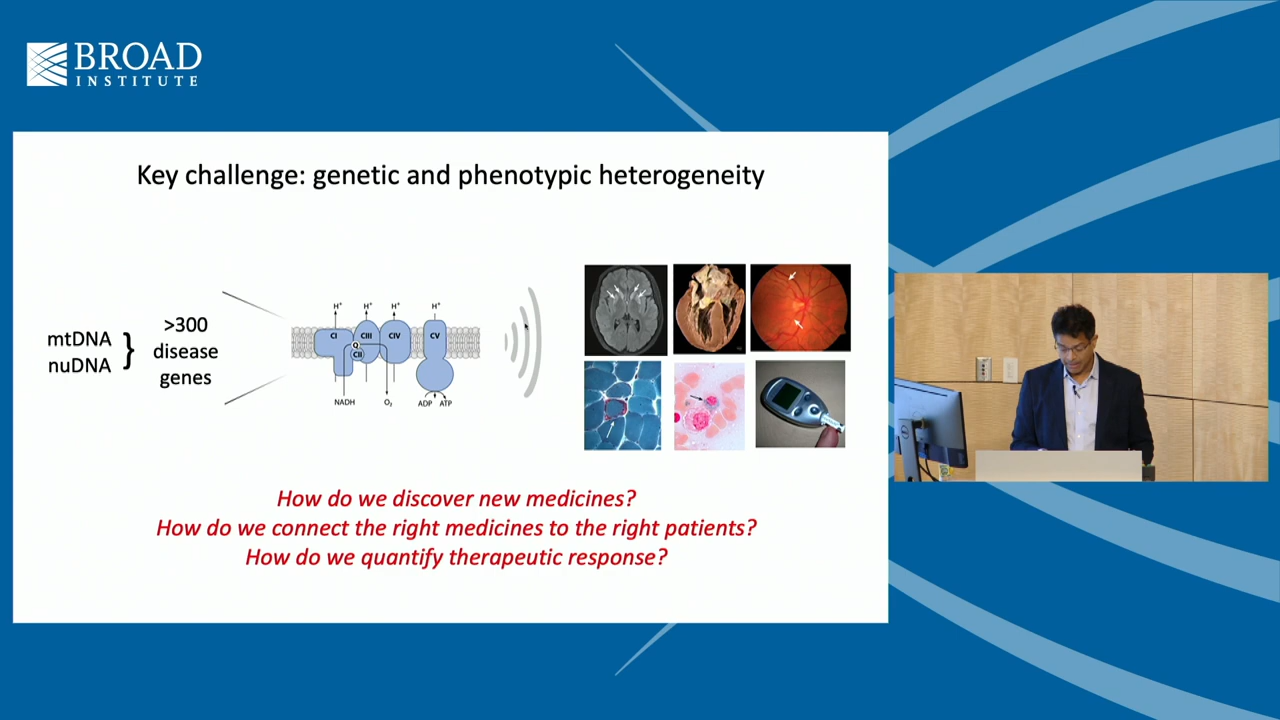 BROAD
INSTITUTE
Key challenge: genetic and phenotypic heterogeneity
mtDNA
nuDNA
}
>300
disease
genes
H⁺ H⁺ H⁺ H⁺
CI CIII CIV CV
Q
CII
NADH O₂ ADP ATP
How do we discover new medicines?
How do we connect the right medicines to the right patients?
How do we quantify therapeutic response?
DELL